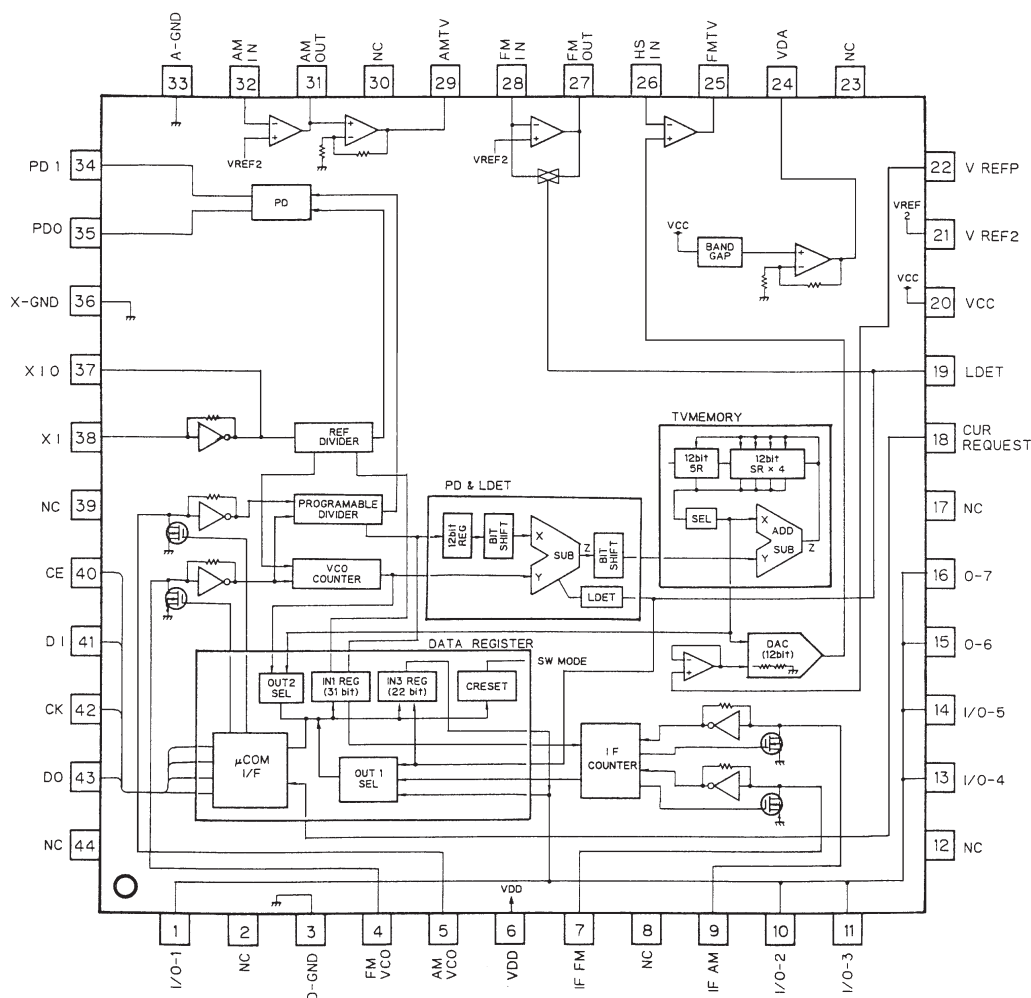 A-GND
AM IN
AM OUT
NC
AMTV
FM IN
FM OUT
HS IN
FMTV
VDA
NC
33
32
31
30
29
28
27
26
25
24
23
-
+
VREF2
-
+
-
+
VREF2
-
+
PD 1
34
PD
PD0
35
X-GND
36
XI0
37
XI
38
NC
39
CE
40
DI
41
CK
42
DO
43
NC
44
22
V REFP
VREF
2
21
V REF2
VCC
20
VCC
19
LDET
18
CUR
REQUEST
17
NC
16
O-7
15
O-6
14
I/O-5
13
I/O-4
12
NC
VCC
BAND
GAP
+
-
REF
DIVIDER
PROGRAMABLE
DIVIDER
VCO
COUNTER
PD & LDET
12bit
REG
BIT
SHIFT
X
SUB
Y
Z
BIT
SHIFT
LDET
TVMEMORY
12bit
SR
12bit
SR × 4
SEL
X
ADD
SUB
Y
Z
DATA REGISTER
OUT2
SEL
IN1 REG
(31 bit)
IN3 REG
(22 bit)
CRESET
SW MODE
μCOM
I/F
OUT 1
SEL
-
+
DAC
(12bit)
IF
COUNTER
VDD
1
2
3
4
5
6
7
8
9
10
11
I/O-1
NC
D-GND
FM VCO
AM VCO
VDD
IF FM
NC
IF AM
I/O-2
I/O-3